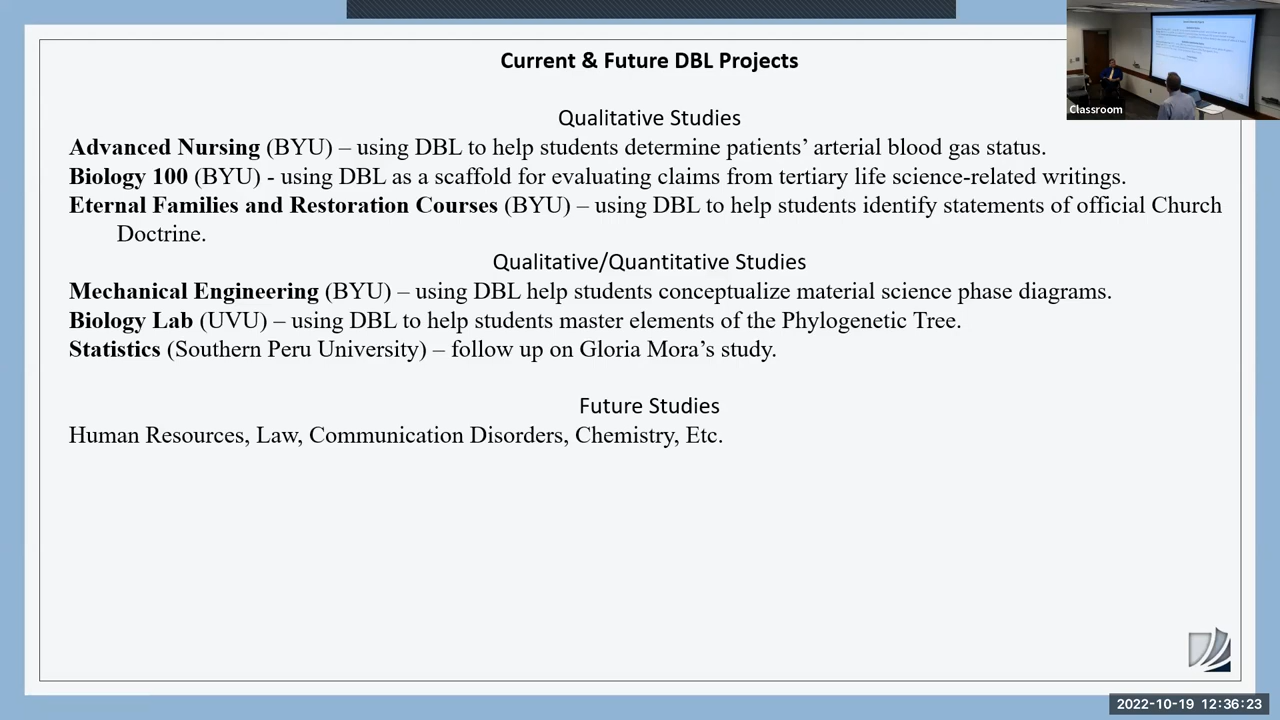 Current & Future DBL Projects
Classroom
Qualitative Studies
Advanced Nursing (BYU) – using DBL to help students determine patients’ arterial blood gas status.
Biology 100 (BYU) - using DBL as a scaffold for evaluating claims from tertiary life science-related writings.
Eternal Families and Restoration Courses (BYU) – using DBL to help students identify statements of official Church
Doctrine.
Qualitative/Quantitative Studies
Mechanical Engineering (BYU) – using DBL help students conceptualize material science phase diagrams.
Biology Lab (UVU) – using DBL to help students master elements of the Phylogenetic Tree.
Statistics (Southern Peru University) – follow up on Gloria Mora’s study.
Future Studies
Human Resources, Law, Communication Disorders, Chemistry, Etc.
2022-10-19 12:36:23